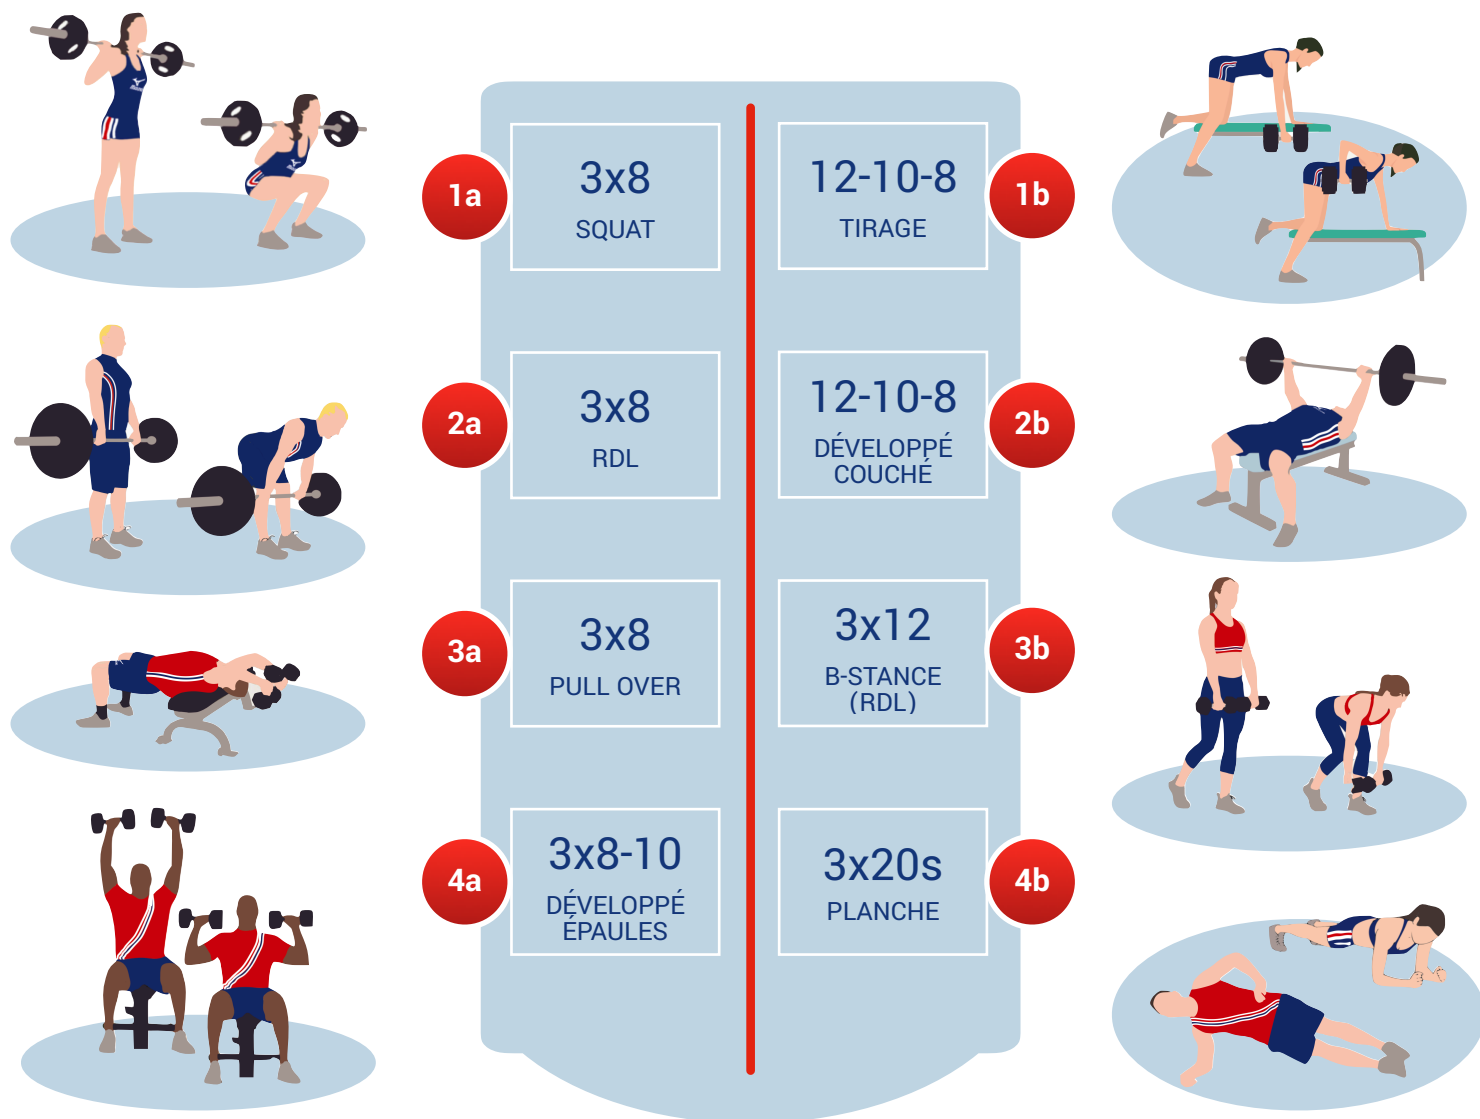 1a
3x8
SQUAT
12-10-8
TIRAGE
1b
2a
3x8
RDL
12-10-8
DÉVELOPPÉ
COUCHÉ
2b
3a
3x8
PULL OVER
3x12
B-STANCE
(RDL)
3b
4a
3x8-10
DÉVELOPPÉ
ÉPAULES
3x20s
PLANCHE
4b